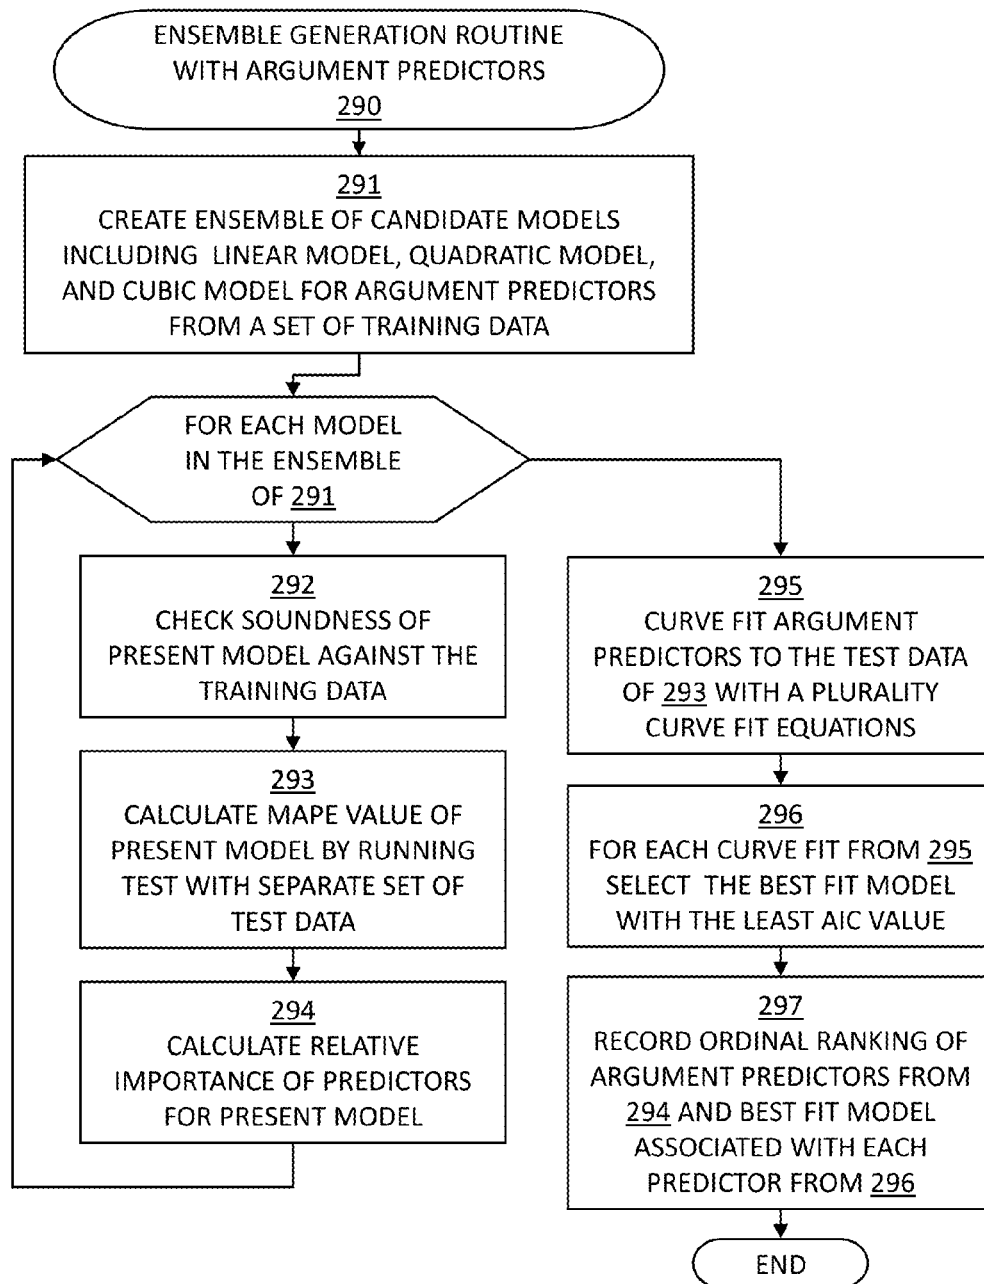 ENSEMBLE GENERATION ROUTINE
WITH ARGUMENT PREDICTORS
290
291
CREATE ENSEMBLE OF CANDIDATE MODELS
INCLUDING LINEAR MODEL, QUADRATIC MODEL,
AND CUBIC MODEL FOR ARGUMENT PREDICTORS
FROM A SET OF TRAINING DATA
FOR EACH MODEL
IN THE ENSEMBLE
OF 291
292
CHECK SOUNDNESS OF
PRESENT MODEL AGAINST THE
TRAINING DATA
293
CALCULATE MAPE VALUE OF
PRESENT MODEL BY RUNNING
TEST WITH SEPARATE SET OF
TEST DATA
294
CALCULATE RELATIVE
IMPORTANCE OF PREDICTORS
FOR PRESENT MODEL
295
CURVE FIT ARGUMENT
PREDICTORS TO THE TEST DATA
OF 293 WITH A PLURALITY
CURVE FIT EQUATIONS
296
FOR EACH CURVE FIT FROM 295
SELECT THE BEST FIT MODEL
WITH THE LEAST AIC VALUE
297
RECORD ORDINAL RANKING OF
ARGUMENT PREDICTORS FROM
294 AND BEST FIT MODEL
ASSOCIATED WITH EACH
PREDICTOR FROM 296
END